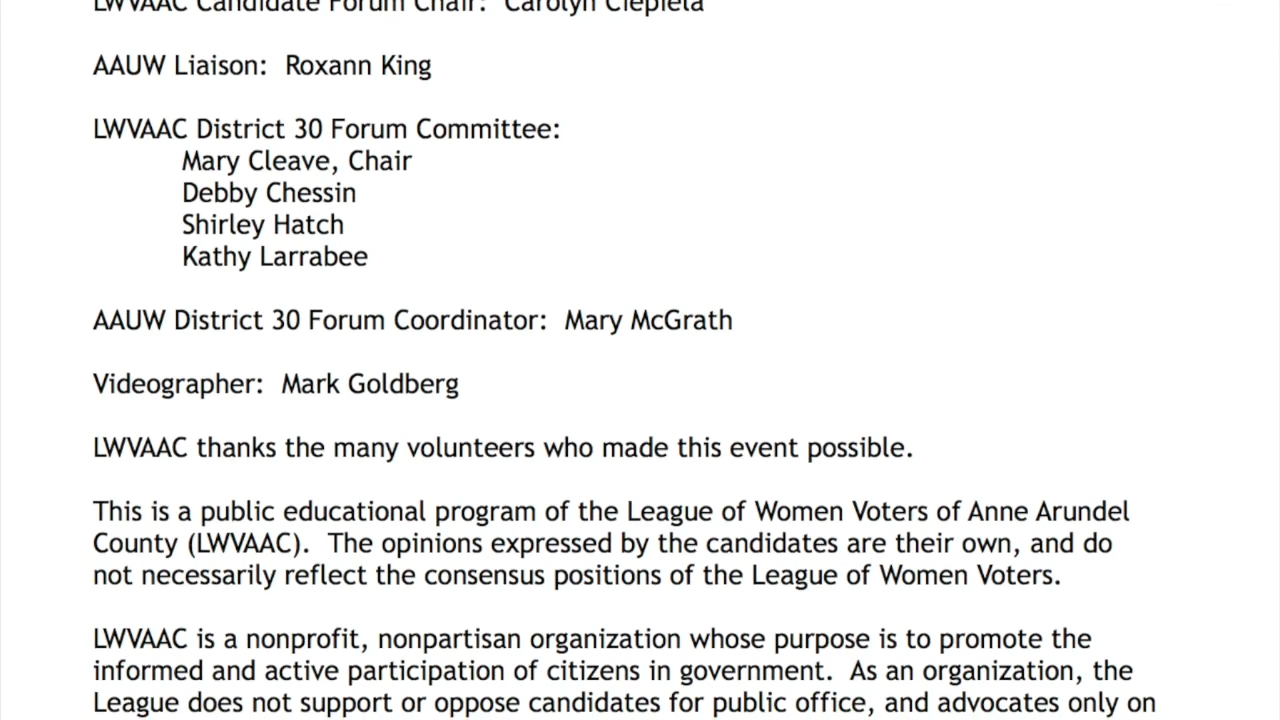 LWVAAC Candidate Forum Chair:  Carolyn Ciepiela
AAUW Liaison:  Roxann King
LWVAAC District 30 Forum Committee:
Mary Cleave, Chair
Debby Chessin
Shirley Hatch
Kathy Larrabee
AAUW District 30 Forum Coordinator:  Mary McGrath
Videographer:  Mark Goldberg
LWVAAC thanks the many volunteers who made this event possible.
This is a public educational program of the League of Women Voters of Anne Arundel
County (LWVAAC).  The opinions expressed by the candidates are their own, and do
not necessarily reflect the consensus positions of the League of Women Voters.
LWVAAC is a nonprofit, nonpartisan organization whose purpose is to promote the
informed and active participation of citizens in government.  As an organization, the
League does not support or oppose candidates for public office, and advocates only on